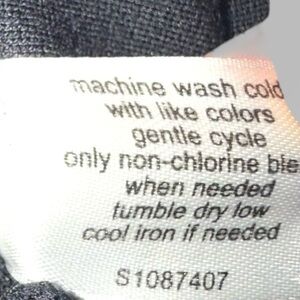 machine wash cold
with like colors
gentle cycle
only non-chlorine ble
when needed
tumble dry low
cool iron if needed
S1087407